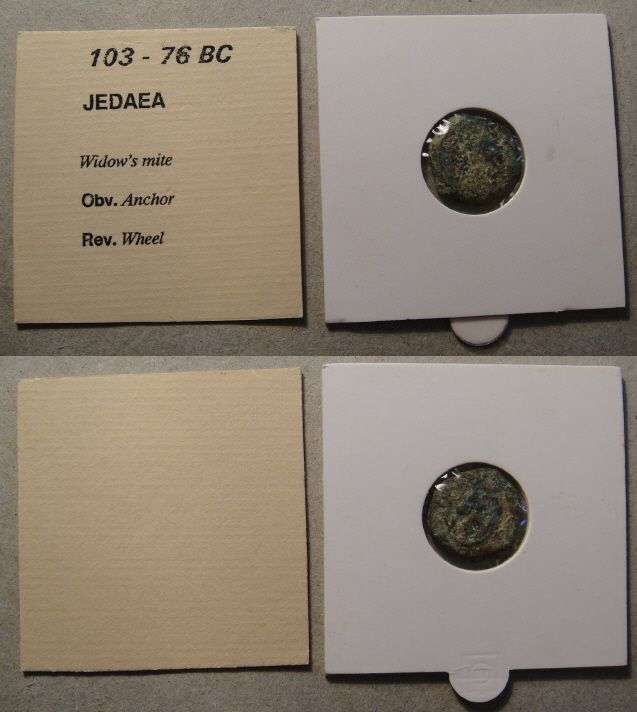 103 - 76 BC
JEDAEA
Widow's mite
Obv. Anchor
Rev. Wheel